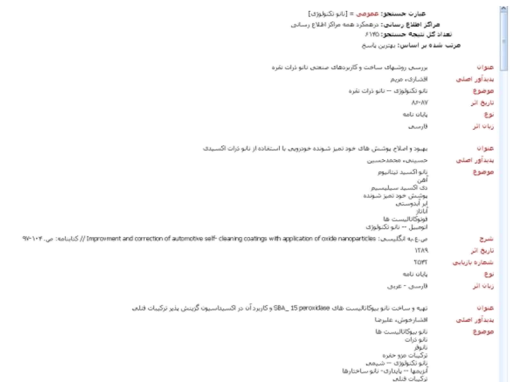 عبارت جستجو: عمومی = [نانو تکنولوژی]
مراکز اطلاع رسانی: درهمکرد همه مراکز اطلاع رسانی
تعداد کل نتیجه جستجو: ۶۱۳۵
مرتب شده بر اساس: بهترین پاسخ
عنوان بررسی روشهای ساخت و کاربردهای صنعتی نانو ذرات نقره
پدیدآور اصلی افشاری، مریم
موضوع نانو تکنولوژی -- نانو ذرات نقره
تاریخ اثر ۸۶-۸۷
نوع پایان نامه
زبان اثر فارسی
عنوان بهبود و اصلاح پوشش های خود تمیز شونده خودرویی با استفاده از نانو ذرات اکسیدی
پدیدآور اصلی حسینی، محمدحسین
موضوع نانو اکسید تیتانیوم
آهن
دی اکسید سیلیسیم
پوشش خود تمیز شونده
ابر آبدوستی
آناتاز
فوتوکاتالیست ها
اتومبیل -- نانو تکنولوژی
شرح ص.ع.به انگلیسی: Improvment and correction of automotive self- cleaning coatings with application of oxide nanoparticles // کتابنامه: ص. ۱۰۴-۹۷
تاریخ اثر ۱۳۸۹
شماره بازیابی ۲۵۳۲
نوع پایان نامه
زبان اثر فارسی - عربی
عنوان تهیه و ساخت نانو بیوکاتالیست های SBA_ 15 peroxidaee و کاربرد آن در اکسیداسیون گزینش پذیر ترکیبات فنلی
پدیدآور اصلی افشارخوش، علیرضا
موضوع نانو بیوکاتالیست ها
نانو ذرات
نانوفر
ترکیبات مزو حفره
نانو تکنولوژی -- شیمی
آنزیمها -- پایداری- نانو ساختارها
ترکیبات فنلی